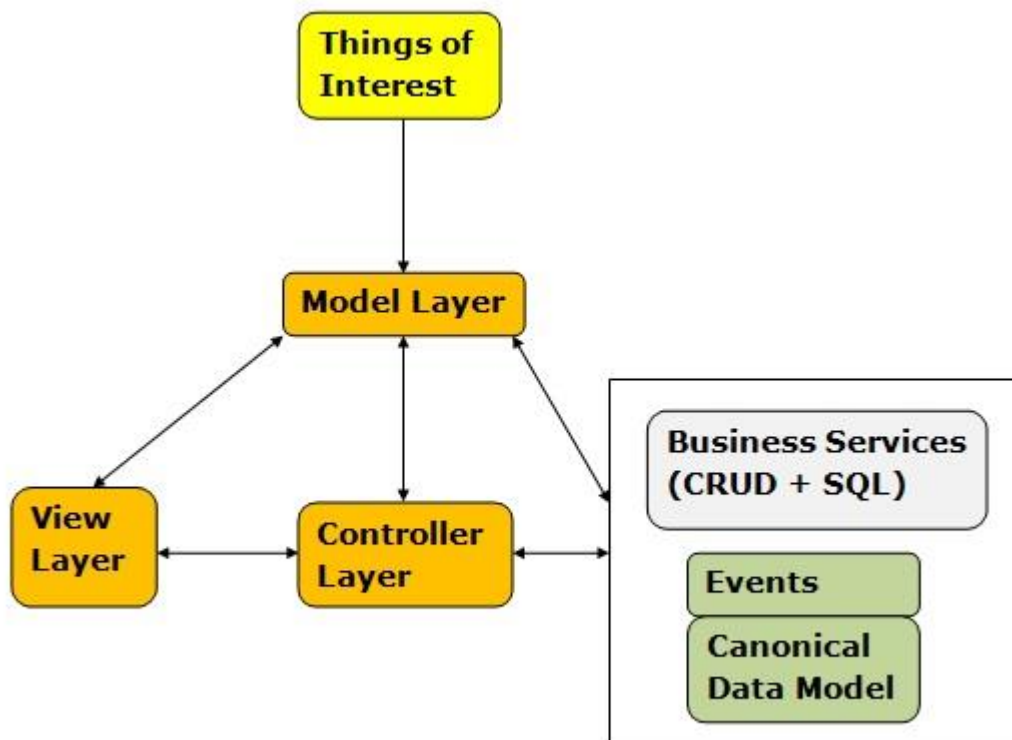 Things of
Interest
Model Layer
Business Services
(CRUD + SQL)
View
Layer
Controller
Layer
Events
Canonical
Data Model